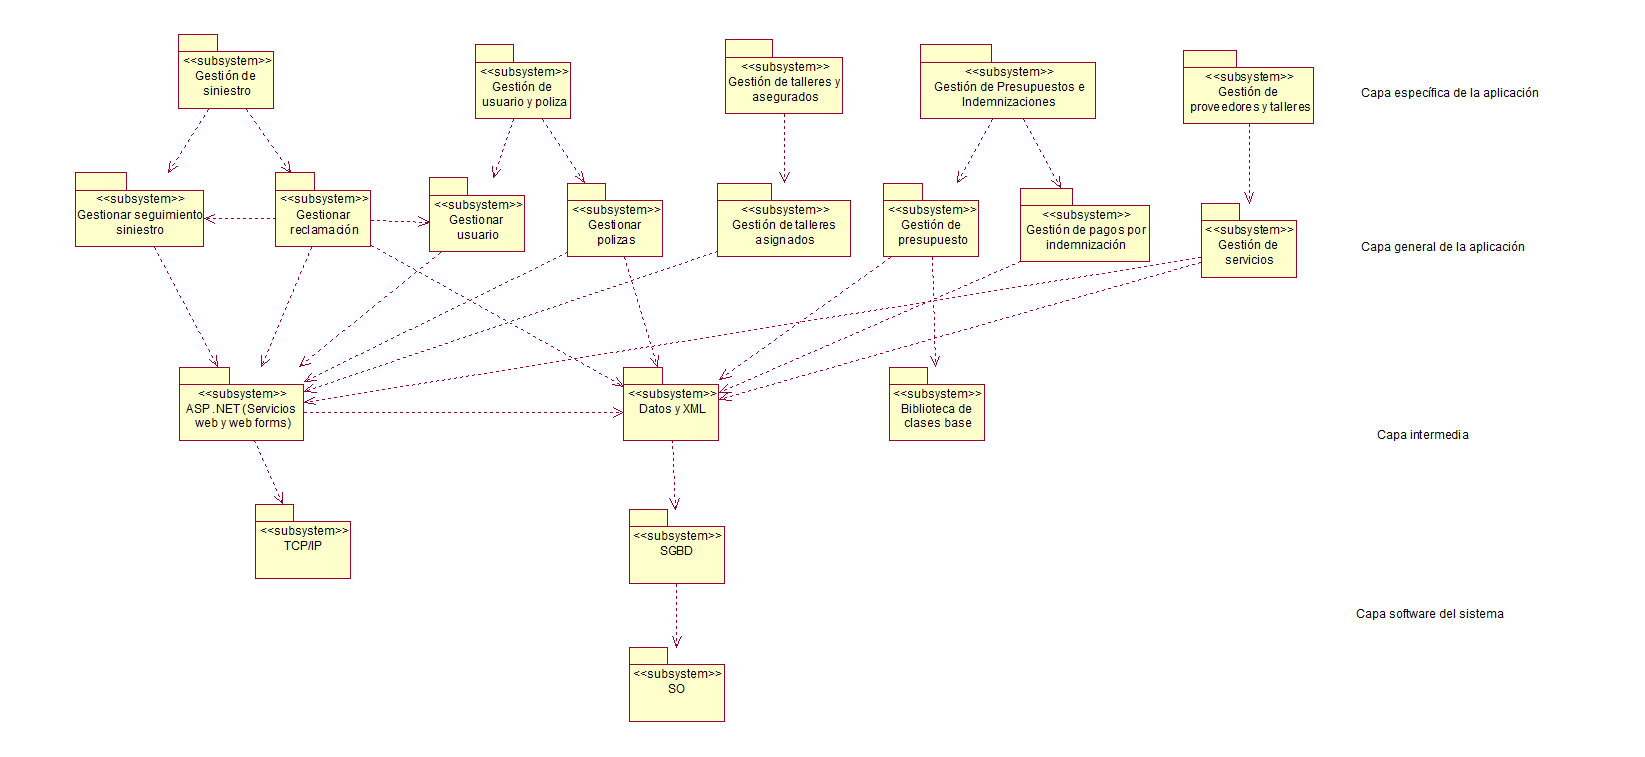 <<subsystem>>
Gestión de
siniestro
<<subsystem>>
Gestión de
usuario y poliza
<<subsystem>>
Gestión de talleres y
asegurados
<<subsystem>>
Gestión de Presupuestos e
Indemnizaciones
<<subsystem>>
Gestión de
proveedores y talleres
Capa específica de la aplicación
<<subsystem>>
Gestionar seguimiento
siniestro
<<subsystem>>
Gestionar
reclamación
<<subsystem>>
Gestionar
usuario
<<subsystem>>
Gestionar
polizas
<<subsystem>>
Gestión de talleres
asignados
<<subsystem>>
Gestión de
presupuesto
<<subsystem>>
Gestión de pagos por
indemnización
<<subsystem>>
Gestión de
servicios
Capa general de la aplicación
<<subsystem>>
ASP .NET (Servicios
web y web forms)
<<subsystem>>
Datos y XML
<<subsystem>>
Biblioteca de
clases base
Capa intermedia
<<subsystem>>
TCP/IP
<<subsystem>>
SGBD
Capa software del sistema
<<subsystem>>
SO